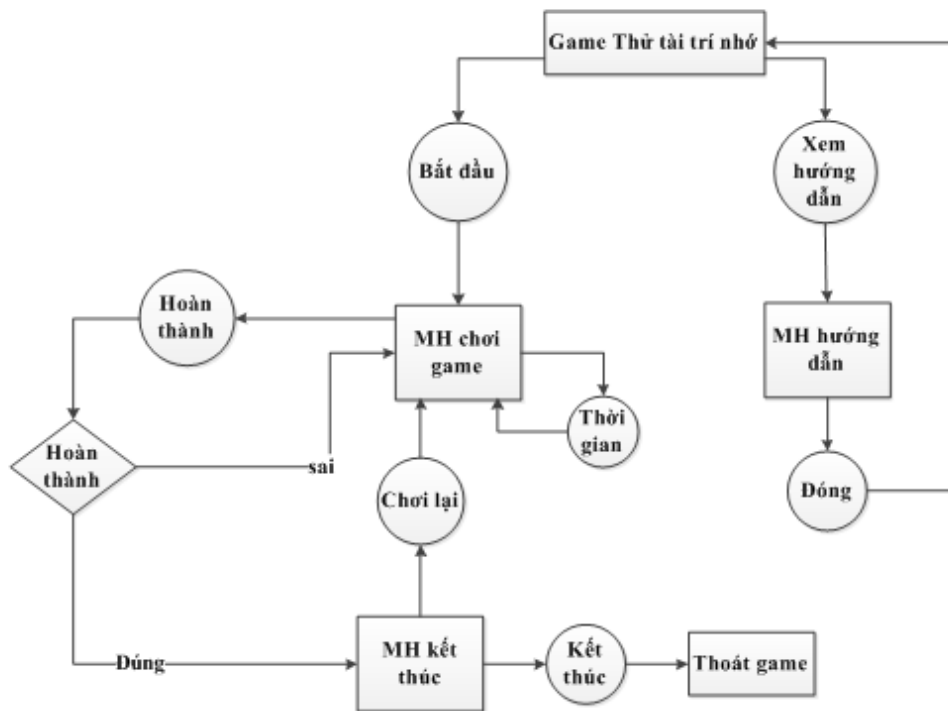 Game Thử tài trí nhớ
Bắt đầu
Xem
hướng
dẫn
Hoàn
thành
MH chơi
game
MH hướng
dẫn
Thời
gian
Hoàn
thành
sai
Chơi lại
Đóng
Dúng
MH kết
thúc
Kết
thúc
Thoát game